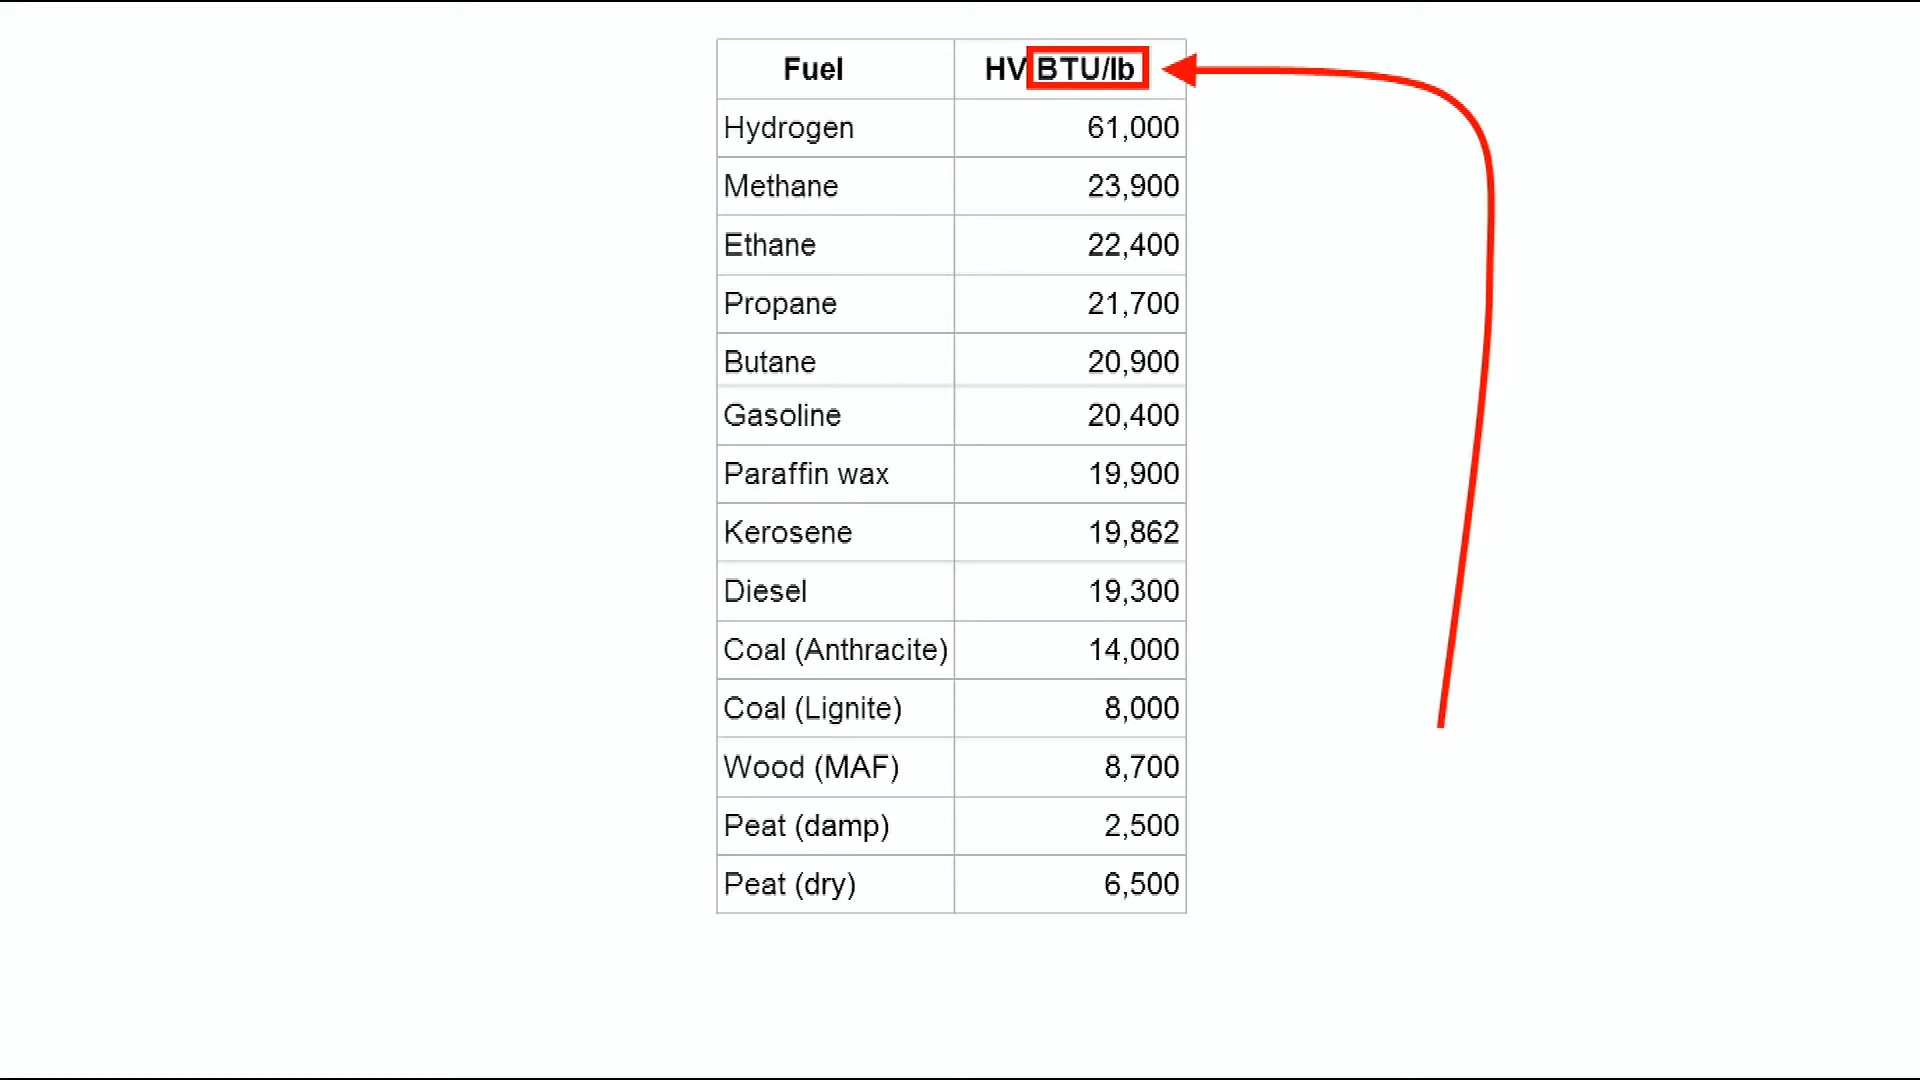 Fuel HV BTU/lb
Hydrogen 61,000
Methane 23,900
Ethane 22,400
Propane 21,700
Butane 20,900
Gasoline 20,400
Paraffin wax 19,900
Kerosene 19,862
Diesel 19,300
Coal (Anthracite) 14,000
Coal (Lignite) 8,000
Wood (MAF) 8,700
Peat (damp) 2,500
Peat (dry) 6,500